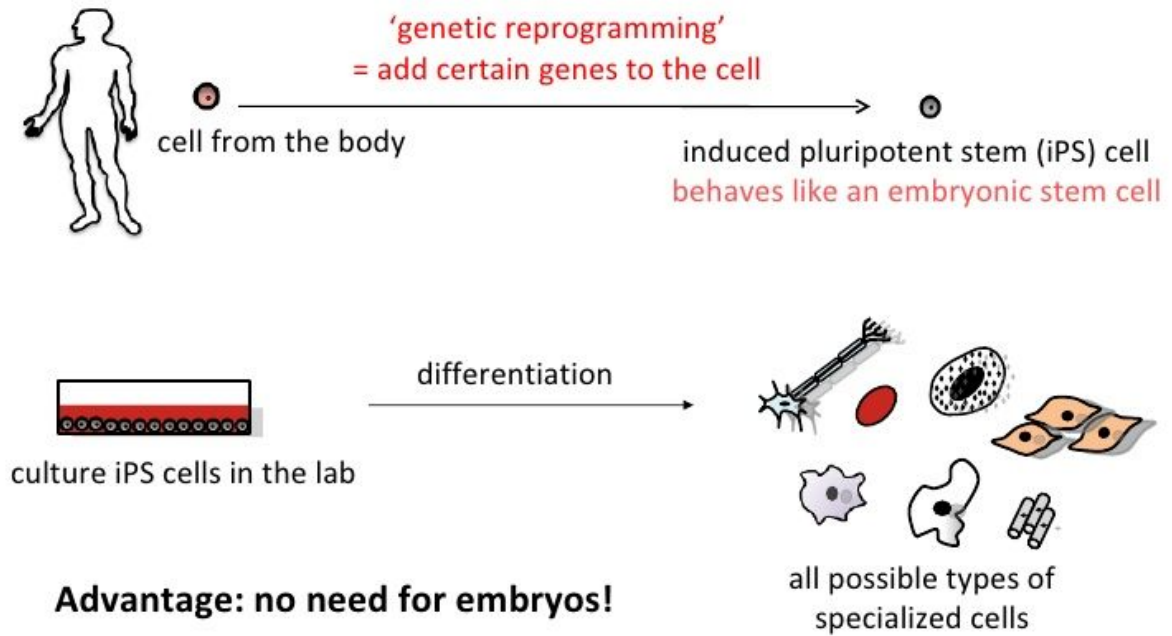 ‘genetic reprogramming’
= add certain genes to the cell
cell from the body
induced pluripotent stem (iPS) cell
behaves like an embryonic stem cell
differentiation
culture iPS cells in the lab
all possible types of
specialized cells
Advantage: no need for embryos!